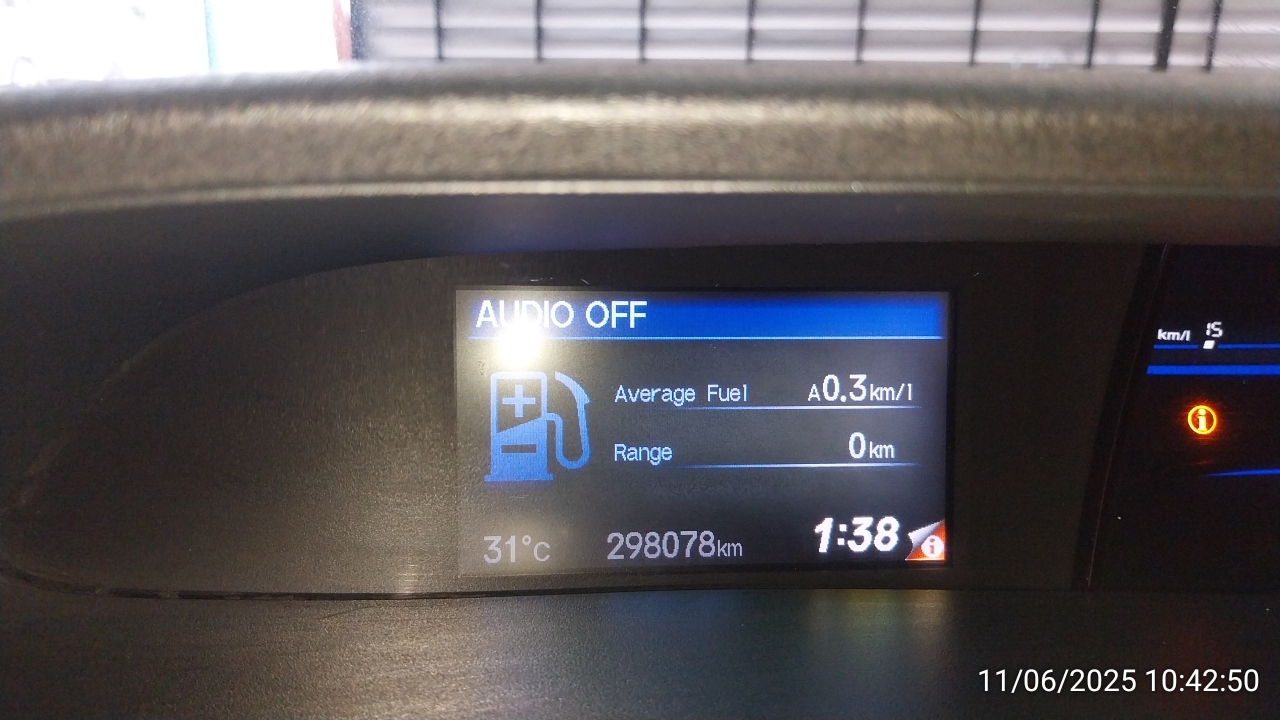 AUDIO OFF
km/l 15
Average Fuel A0.3km/l
Range 0km
31°C 298078km 1:38
11/06/2025 10:42:50